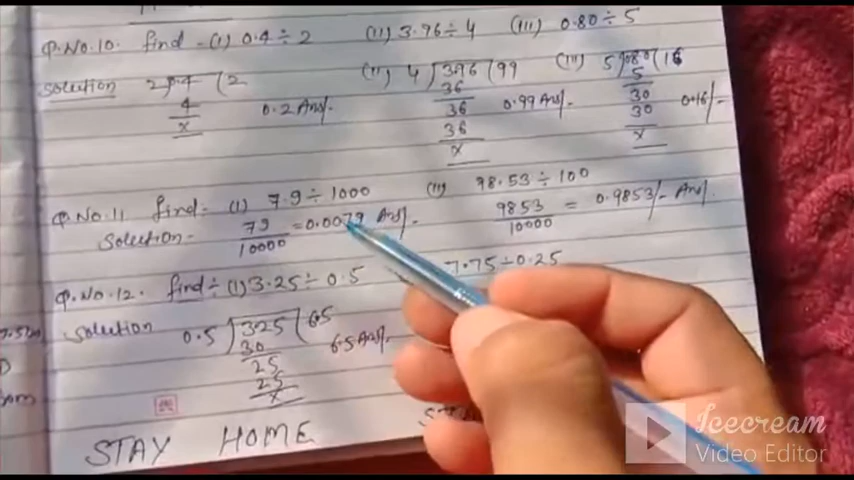 Q.No.10. find -(i) 0.4÷2 (ii) 3.96÷4 (iii) 0.80÷5
solution 2)0.4(2 (ii) 4)396(99 (iii) 5)080(16
4 36 5
x 0.2 Ans/. 36 0.99 Ans/. 30 0.16/-
36 30
x x
Q.No.11 find:- (i) 7.9÷1000 (ii) 98.53÷100
solution- 79/10000 =0.0079 Ans/. 9853/10000 = 0.9853/- Ans/.
Q.No.12. find÷(i)3.25÷0.5 7.75÷0.25
solution 0.5)325(6.5
30
25 6.5 Ans/.
25
x
STAY HOME
Icecream
Video Editor